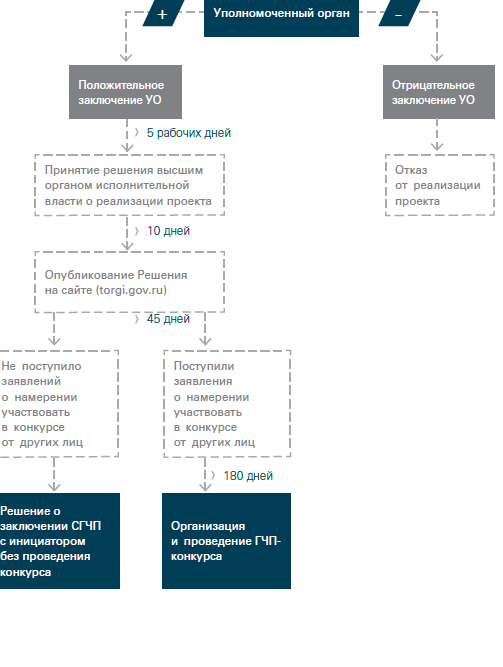 +
Уполномоченный орган
-
Положительное
заключение УО
Отрицательное
заключение УО
5 рабочих дней
Принятие решения высшим
органом исполнительной
власти о реализации проекта
Отказ
от реализации
проекта
10 дней
Опубликование Решения
на сайте (torgi.gov.ru)
45 дней
Не поступило
заявлений
о намерении
участвовать
в конкурсе
от других лиц
Поступили
заявления
о намерении
участвовать
в конкурсе
от других лиц
180 дней
Решение о
заключении СГЧП
с инициатором
без проведения
конкурса
Организация
и проведение ГЧП-
конкурса